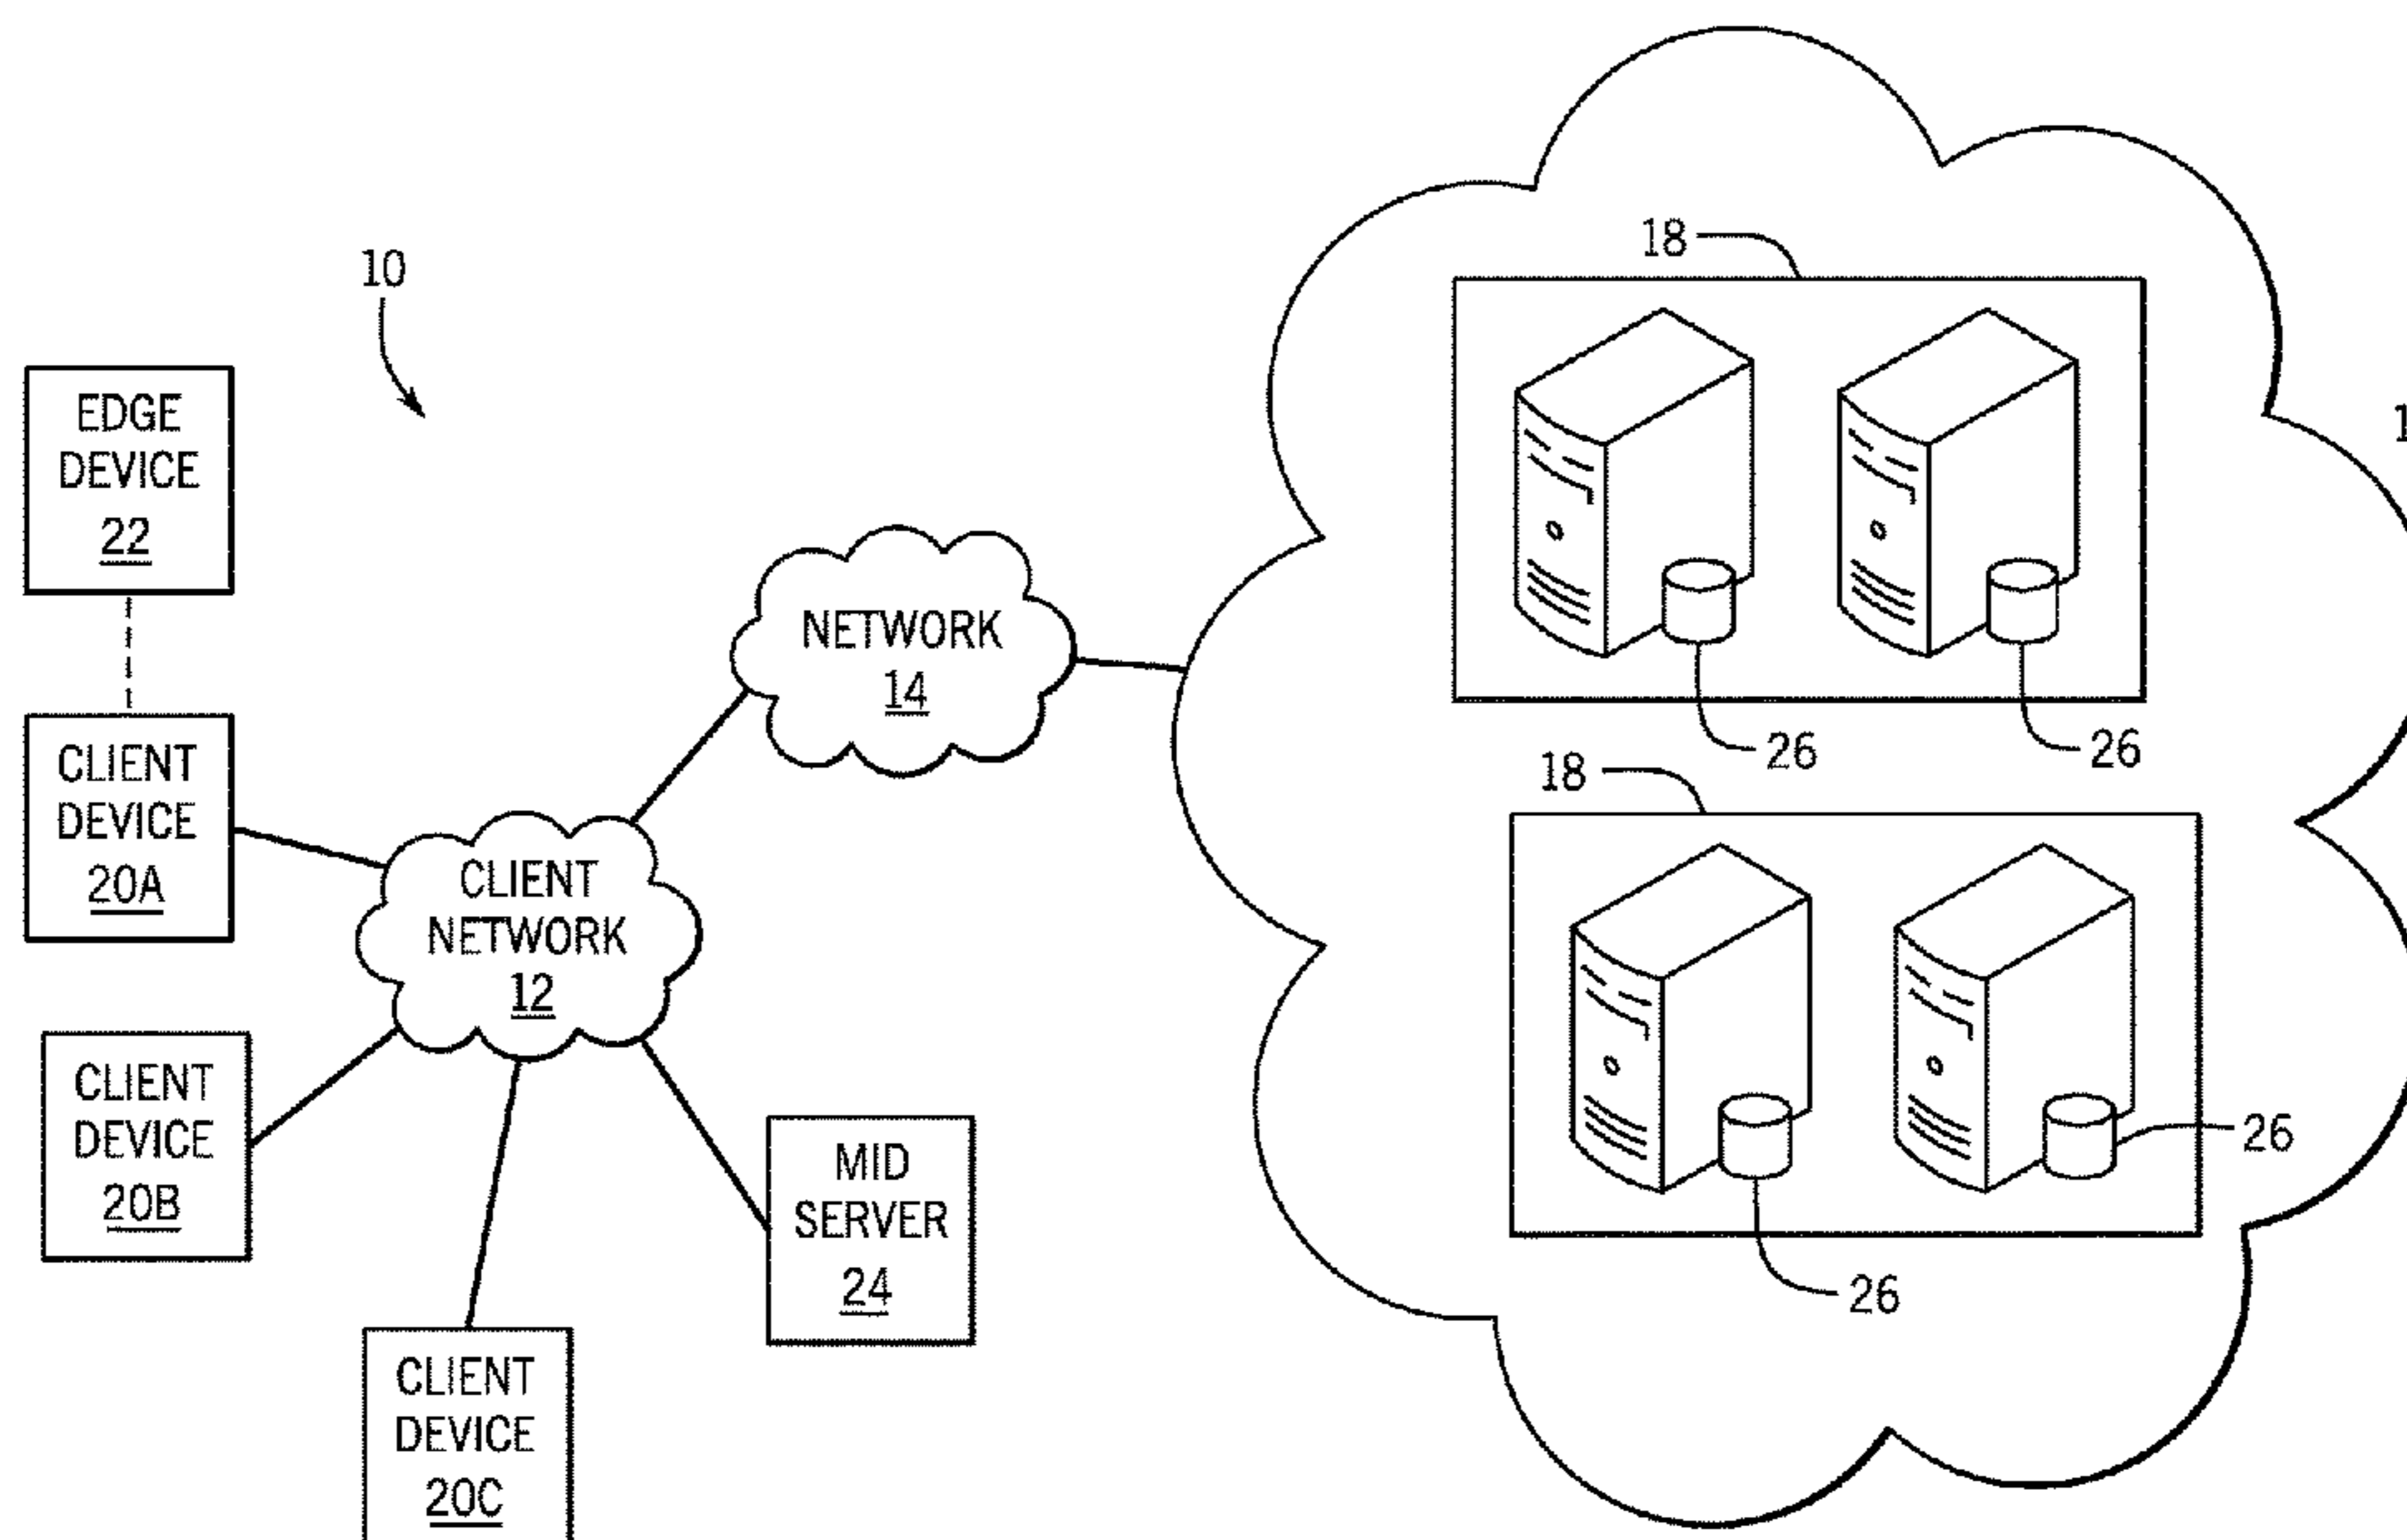 10
18
EDGE
DEVICE
22
NETWORK
14
26
26
18
CLIENT
DEVICE
20A
CLIENT
NETWORK
12
CLIENT
DEVICE
20B
MID
SERVER
24
26
26
CLIENT
DEVICE
20C